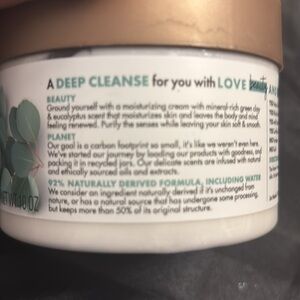 A DEEP CLEANSE for you with LOVE beauty AND
BEAUTY
Ground yourself with a moisturizing cream with mineral-rich green clay
& eucalyptus scent that moisturizes skin and leaves the body and mind
feeling renewed. Purify the senses while leaving your skin soft & smooth.
PLANET
Our goal is a carbon footprint so small, it's like we weren't even here.
We've started our journey by loading our products with goodness, and
packing it in recycled jars. Our delicate scents are infused with natural
and ethically sourced oils and extracts.
92% NATURALLY DERIVED FORMULA, INCLUDING WATER
We consider an ingredient naturally derived if it's unchanged from
nature, or has a natural source that has undergone some processing,
but keeps more than 50% of its original structure.
NET WT 8 OZ